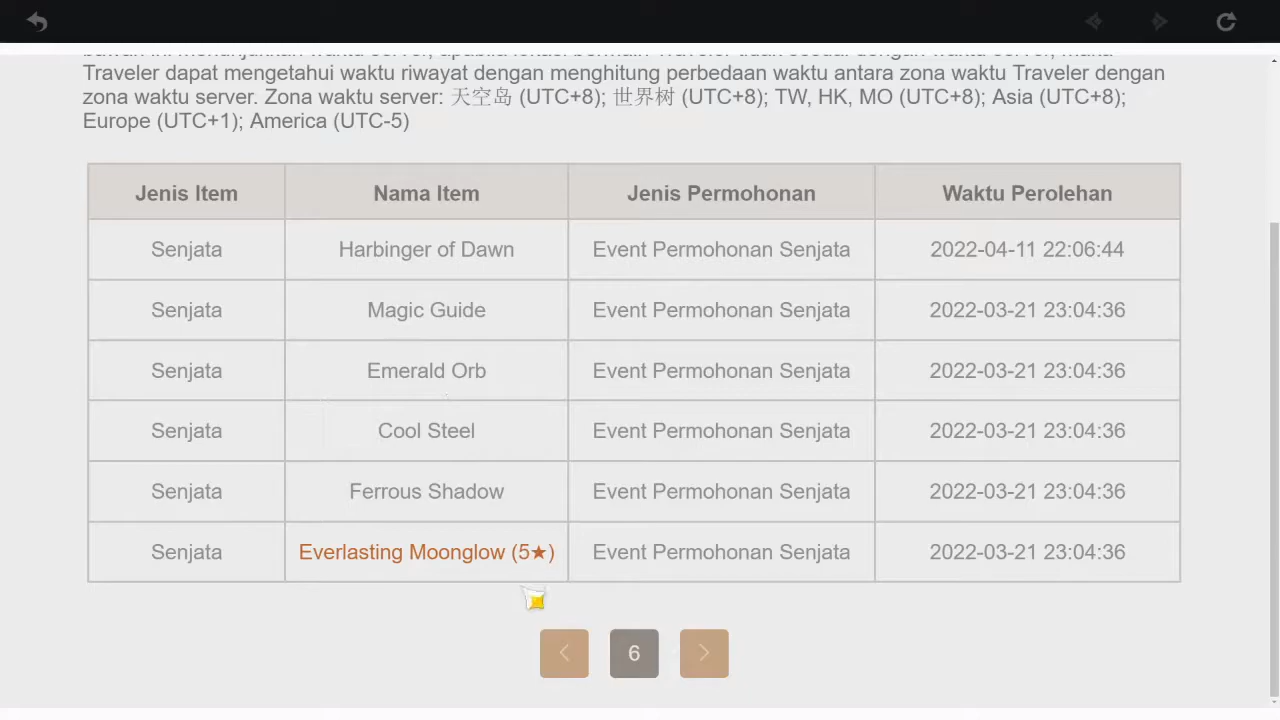 Traveler dapat mengetahui waktu riwayat dengan menghitung perbedaan waktu antara zona waktu Traveler dengan
zona waktu server. Zona waktu server: 天空岛 (UTC+8); 世界树 (UTC+8); TW, HK, MO (UTC+8); Asia (UTC+8);
Europe (UTC+1); America (UTC-5)
Jenis Item Nama Item Jenis Permohonan Waktu Perolehan
Senjata Harbinger of Dawn Event Permohonan Senjata 2022-04-11 22:06:44
Senjata Magic Guide Event Permohonan Senjata 2022-03-21 23:04:36
Senjata Emerald Orb Event Permohonan Senjata 2022-03-21 23:04:36
Senjata Cool Steel Event Permohonan Senjata 2022-03-21 23:04:36
Senjata Ferrous Shadow Event Permohonan Senjata 2022-03-21 23:04:36
Senjata Everlasting Moonglow (5★) Event Permohonan Senjata 2022-03-21 23:04:36
6